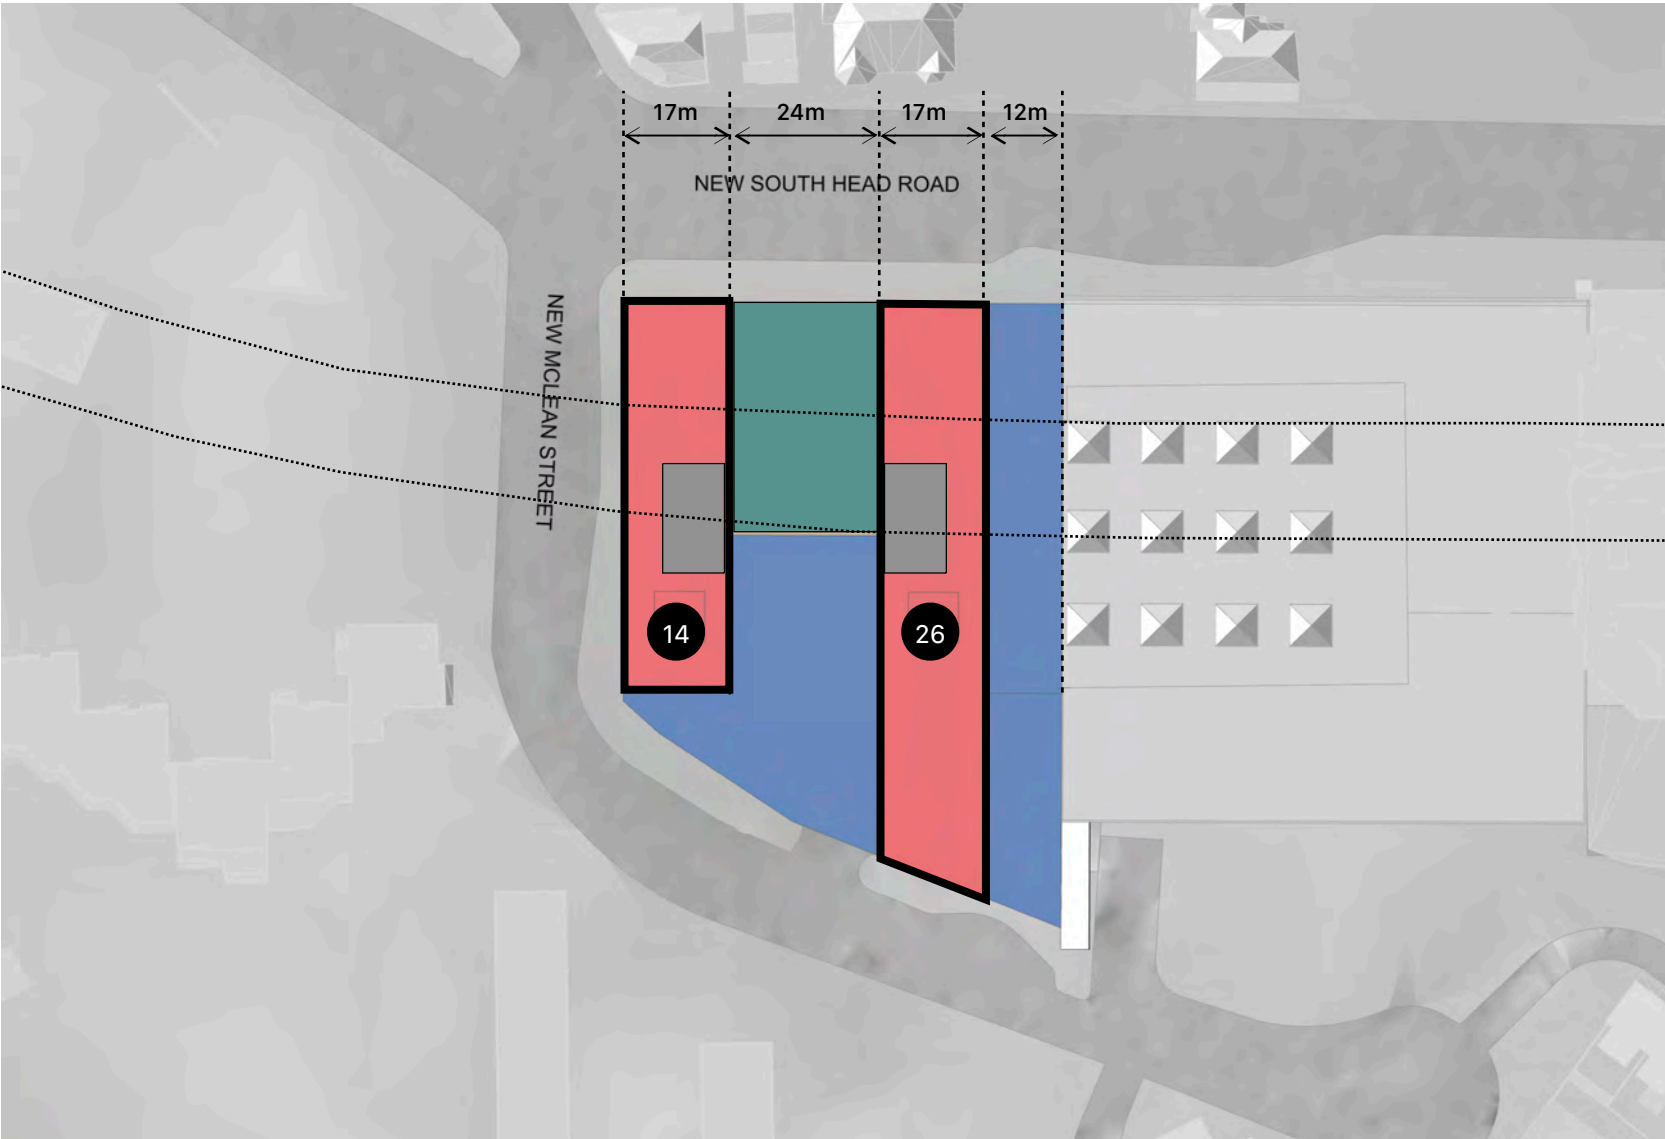 17m 24m 17m 12m
NEW SOUTH HEAD ROAD
NEW MCLEAN STREET
14 26